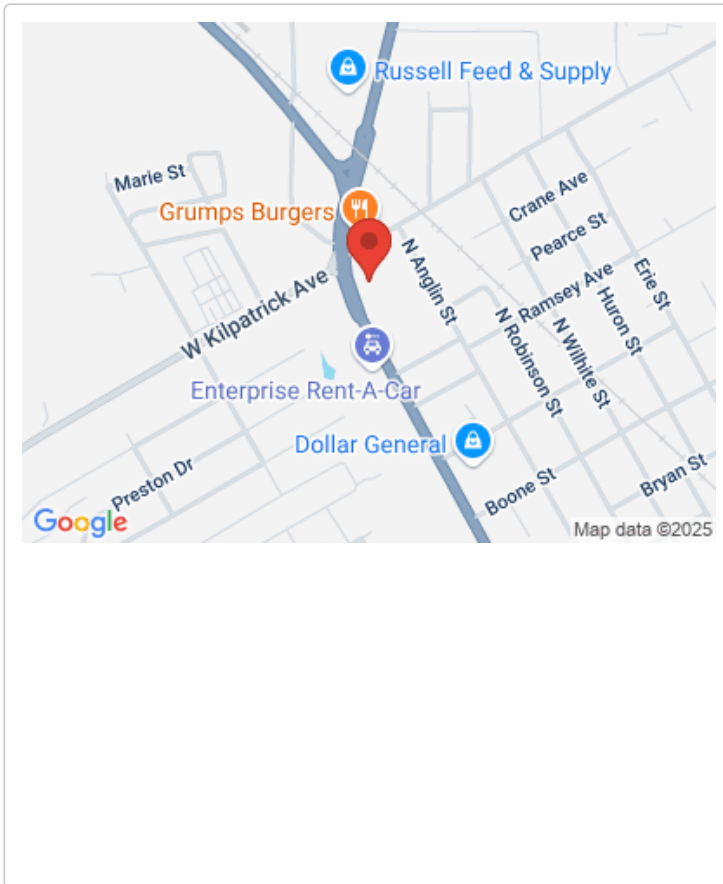 Russell Feed & Supply
Marie St
Crane Ave
Grumps Burgers
Pearce St
N Anglin St
Erie St
W Kilpatrick Ave
Ramsey Ave
Huron St
N Robinson St
N Wilhite St
Enterprise Rent-A-Car
Dollar General
Preston Dr
Boone St
Bryan St
Google
Map data ©2025